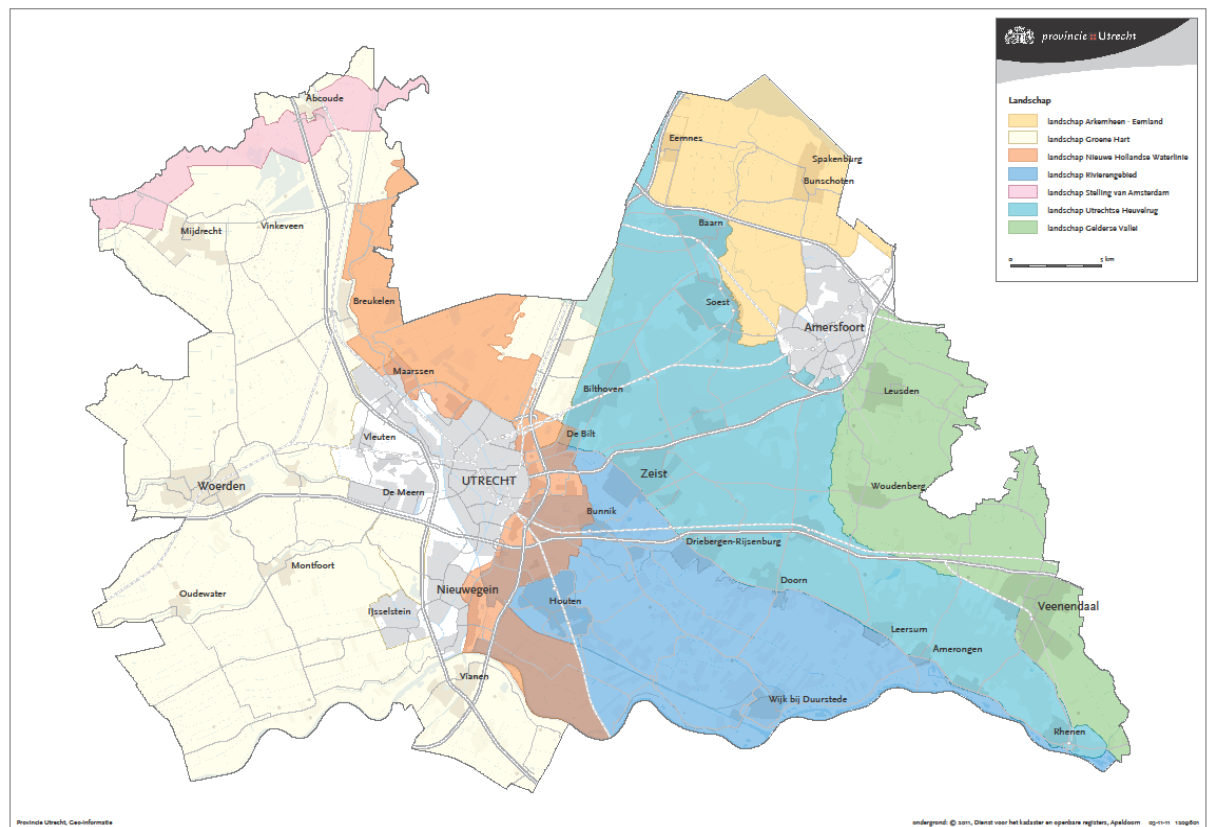 provincie Utrecht
Landschap
landschap Arkemheen - Eemland
landschap Groene Hart
landschap Nieuwe Hollandse Waterlinie
landschap Rivierengebied
landschap Stelling van Amsterdam
landschap Utrechtse Heuvelrug
landschap Gelderse Vallei
0 5 km
Abcoude
Eemnes
Spakenburg
Bunschoten
Mijdrecht
Vinkeveen
Baarn
Breukelen
Soest
Amersfoort
Maarssen
Bilthoven
Leusden
Vleuten
De Bilt
Zeist
Woerden
De Meern
UTRECHT
Woudenberg
Bunnik
Driebergen-Rijsenburg
Montfoort
Doorn
Oudewater
Nieuwegein
Houten
Veenendaal
IJsselstein
Leersum
Amerongen
Vianen
Wijk bij Duurstede
Rhenen
Provincie Utrecht, Geo-informatie
ondergrond: © 2011, Dienst voor het kadaster en openbare registers, Apeldoorn 03-11-11 1209801